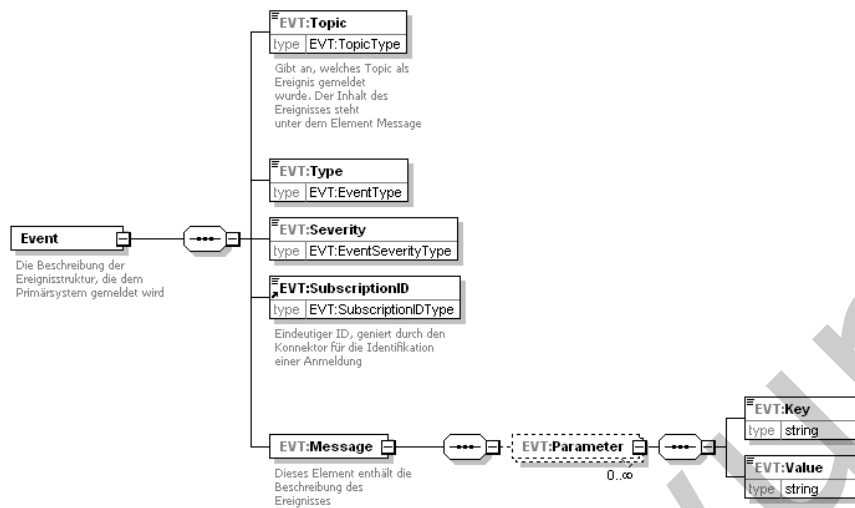 EVT:Topic
type EVT:TopicType
Gibt an, welches Topic als
Ereignis gemeldet
wurde. Der Inhalt des
Ereignisses steht
unter dem Element Message
EVT:Type
type EVT:EventType
Event
Die Beschreibung der
Ereignisstruktur, die dem
Primärsystem gemeldet wird
EVT:Severity
type EVT:EventSeverityType
EVT:SubscriptionID
type EVT:SubscriptionIDType
Eindeutiger ID, geniert durch den
Konnektor für die Identifikation
einer Anmeldung
EVT:Message
Dieses Element enthält die
Beschreibung des
Ereignisses
EVT:Parameter
0..∞
EVT:Key
type string
EVT:Value
type string